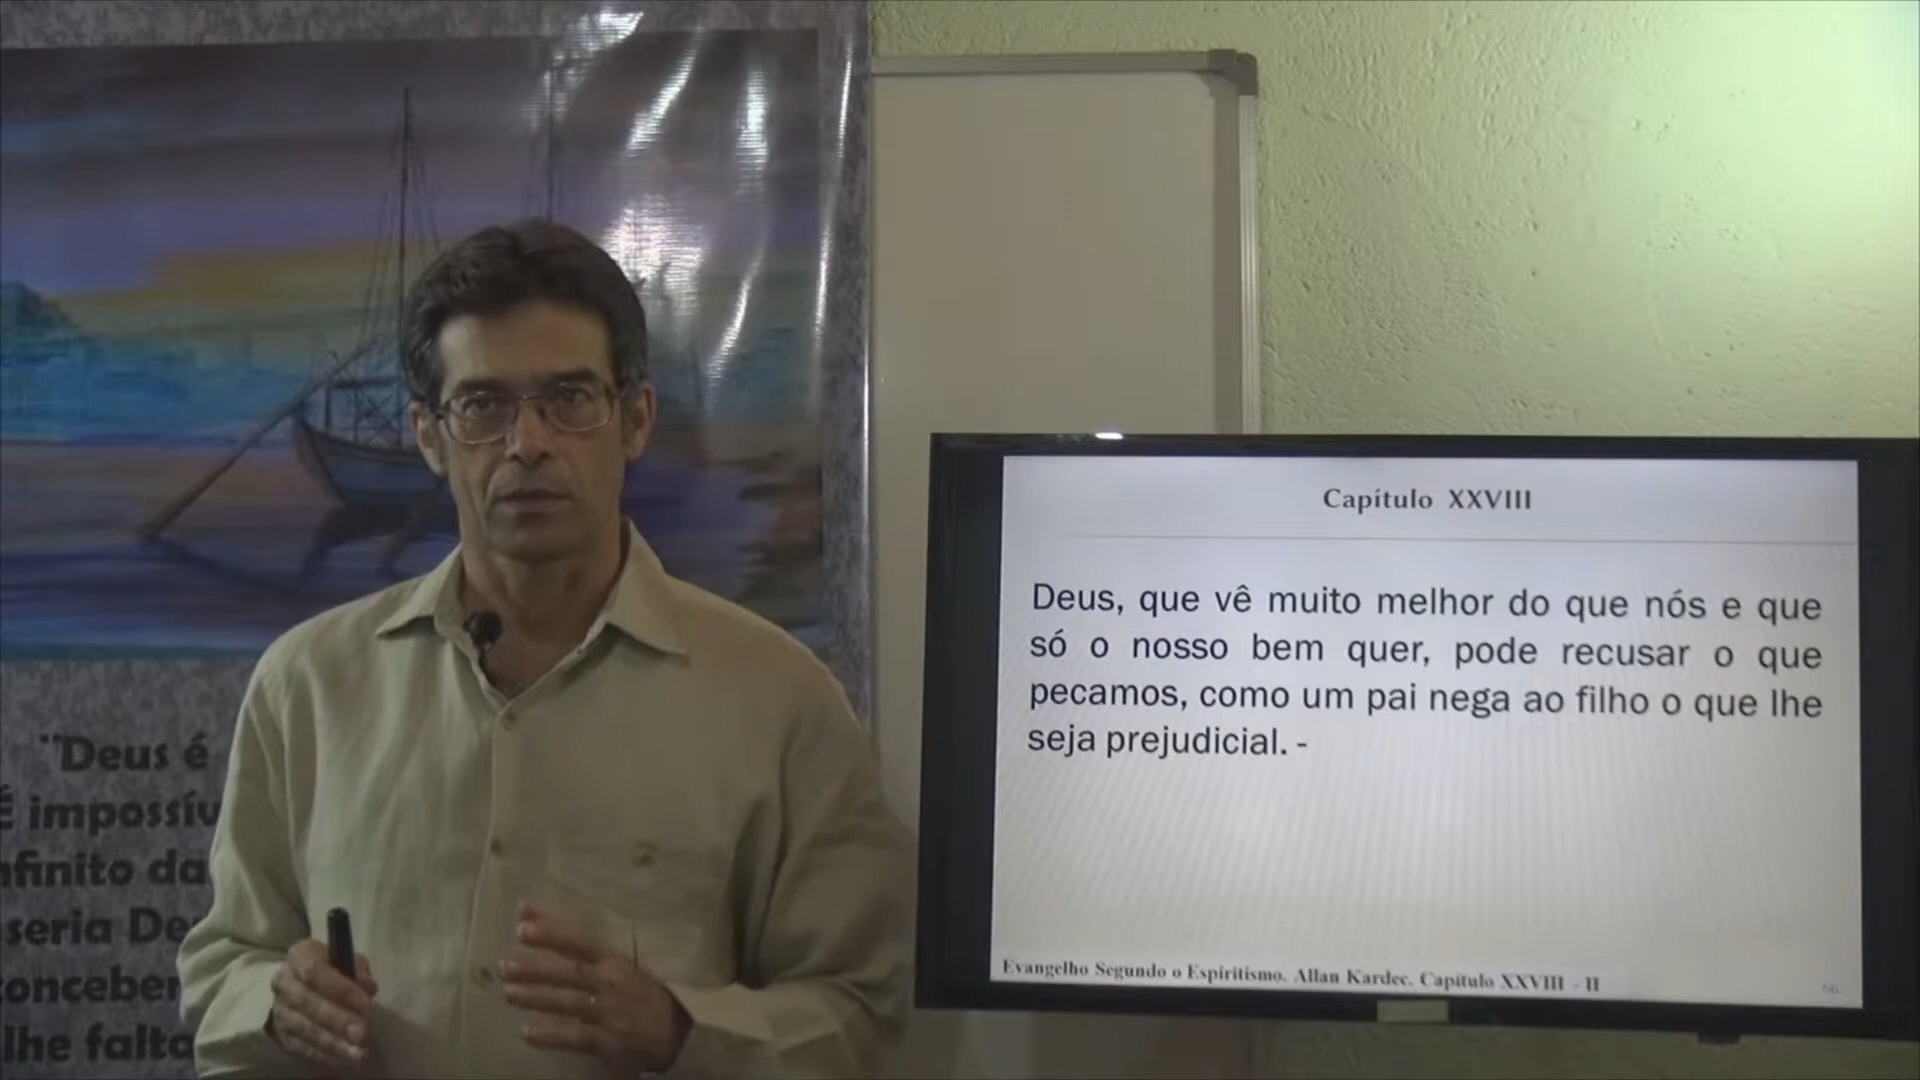 ¨Deus é
É impossív
nfinito da
seria De
conceber
lhe falta
Capítulo XXVIII
Deus, que vê muito melhor do que nós e que
só o nosso bem quer, pode recusar o que
pecamos, como um pai nega ao filho o que lhe
seja prejudicial. -
Evangelho Segundo o Espiritismo. Allan Kardec. Capítulo XXVIII - II